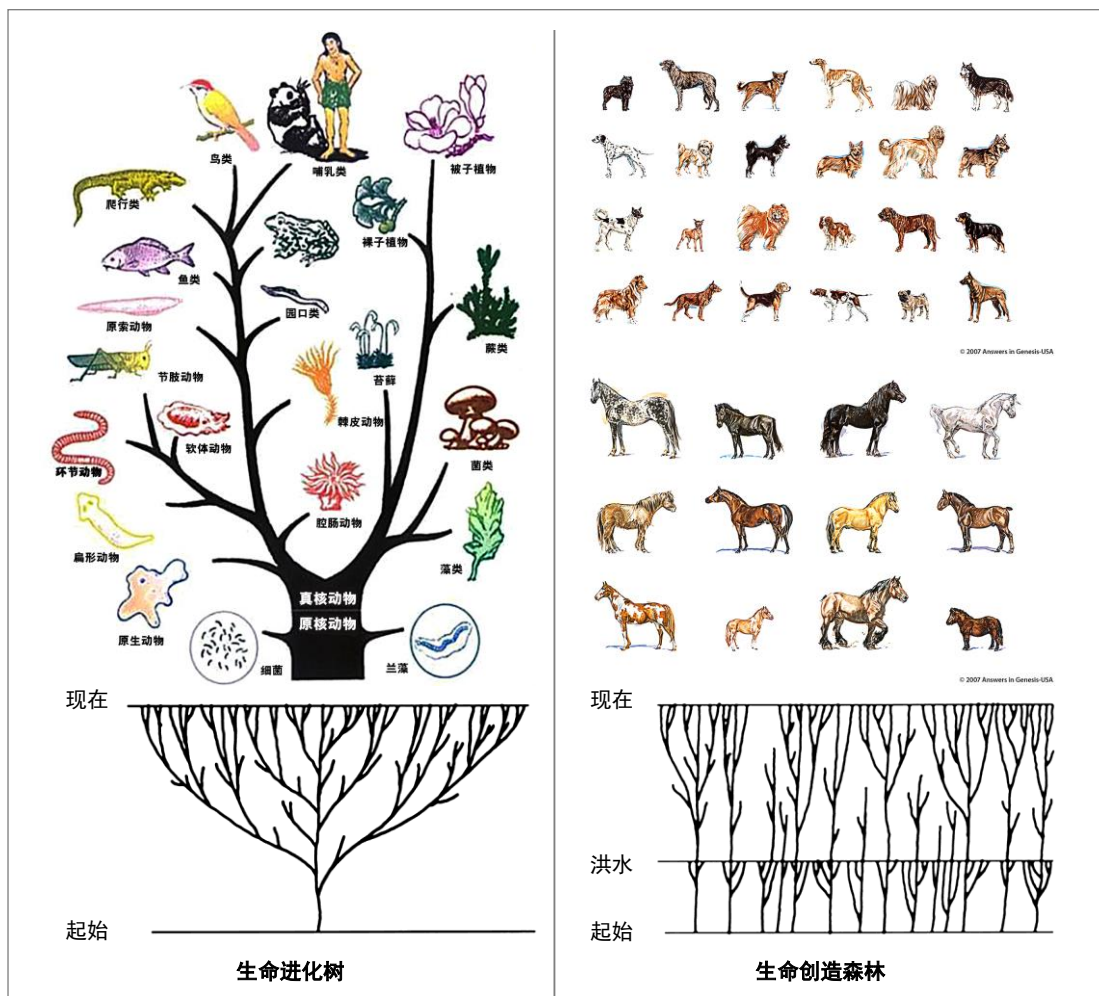 鸟类
哺乳类
被子植物
爬行类
裸子植物
鱼类
园口类
原索动物
蕨类
节肢动物
苔藓
棘皮动物
软体动物
环节动物
菌类
腔肠动物
扁形动物
藻类
真核动物
原核动物
原生动物
细菌
兰藻
现在
起始
生命进化树
© 2007 Answers in Genesis-USA
© 2007 Answers in Genesis-USA
现在
洪水
起始
生命创造森林